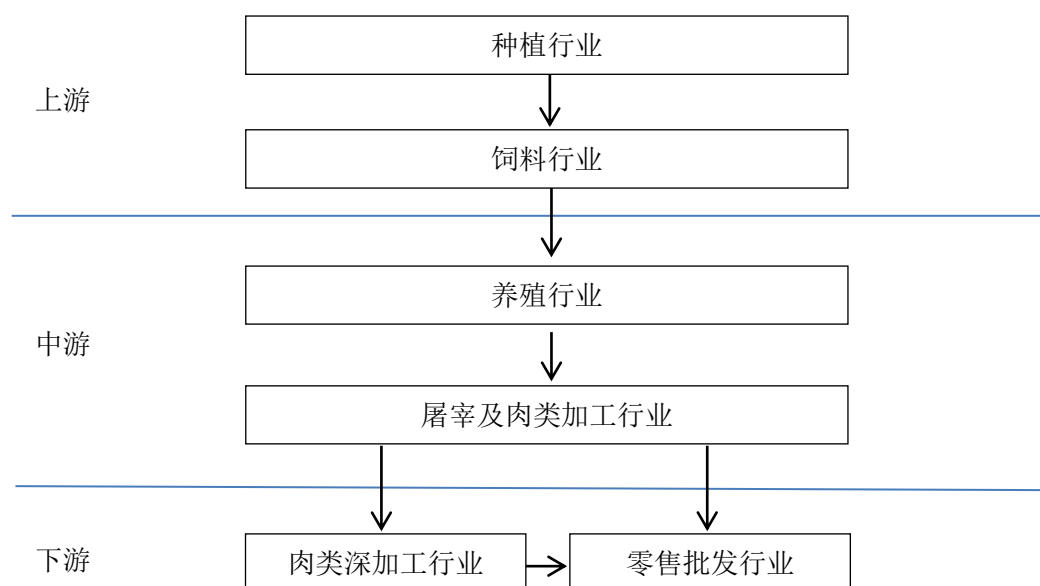 种植行业
上游
饲料行业
养殖行业
中游
屠宰及肉类加工行业
下游
肉类深加工行业
零售批发行业